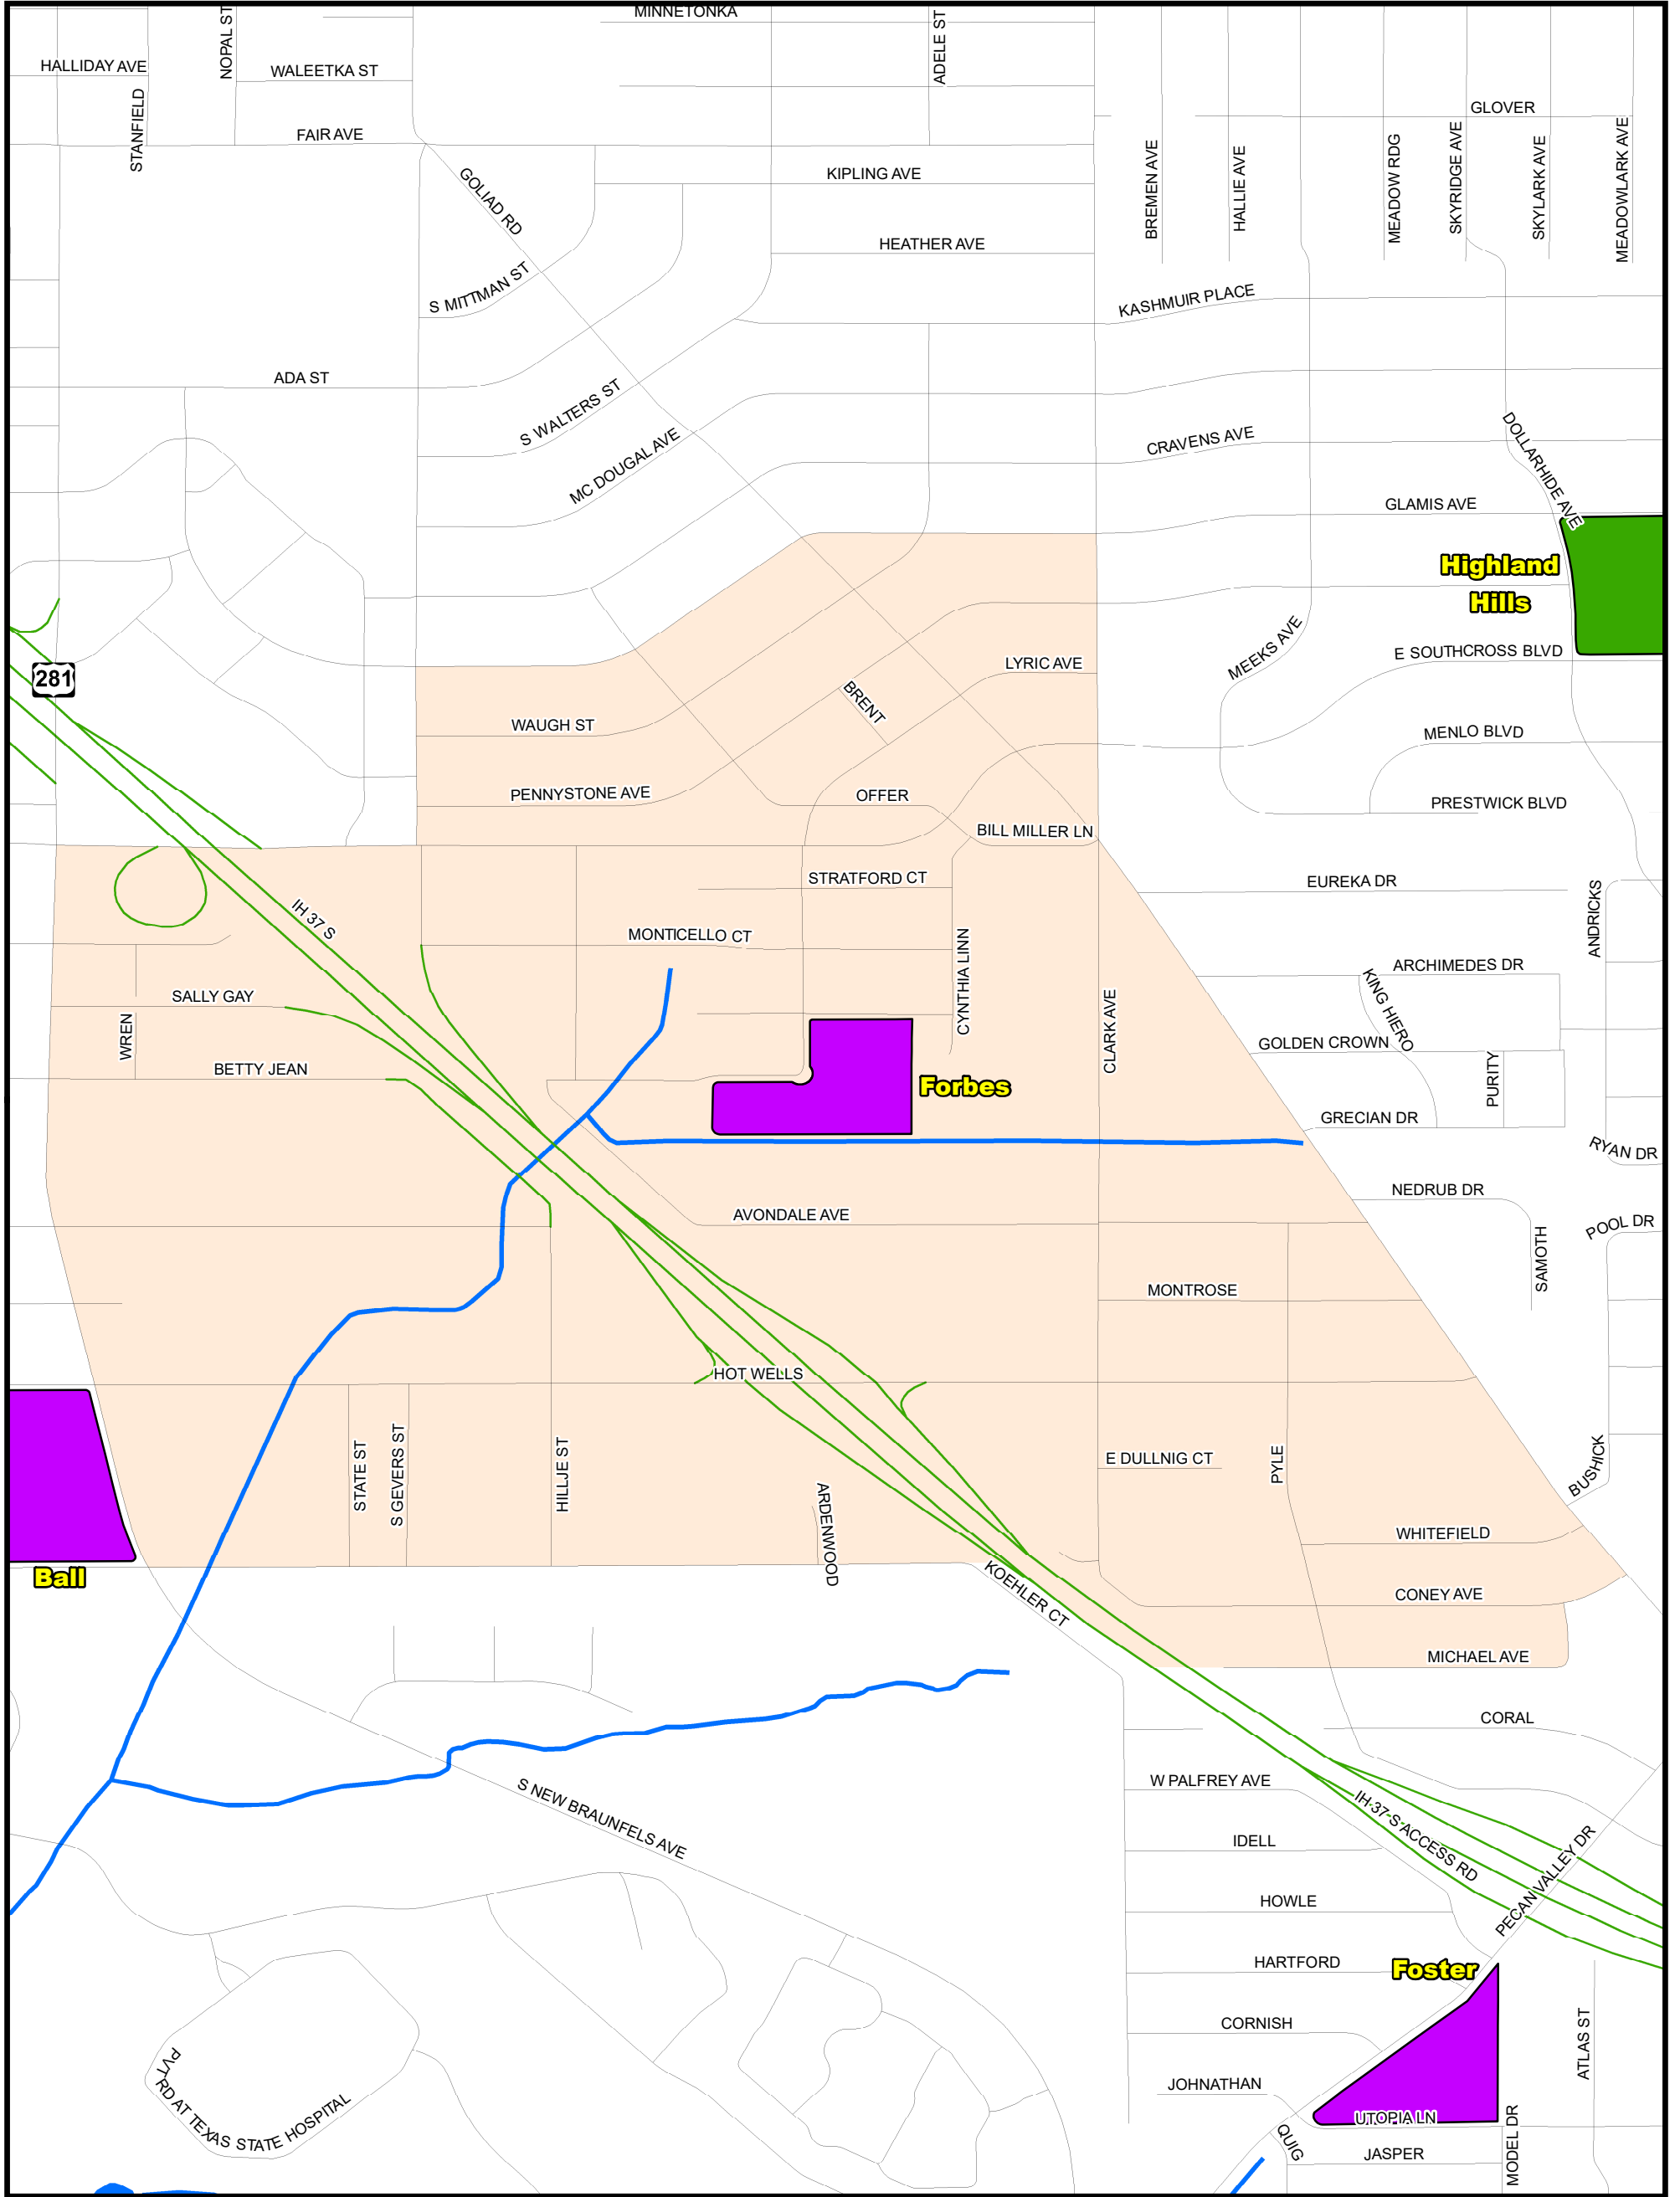 MINNETONKA
NOPAL ST
ADELE ST
HALLIDAY AVE
WALEETKA ST
STANFIELD
GLOVER
FAIR AVE
BREMEN AVE
HALLIE AVE
MEADOW RDG
SKYRIDGE AVE
SKYLARK AVE
MEADOWLARK AVE
GOLIAD RD
KIPLING AVE
HEATHER AVE
S MITTMAN ST
KASHMUIR PLACE
ADA ST
S WALTERS ST
MC DOUGAL AVE
CRAVENS AVE
DOLLARHIDE AVE
GLAMIS AVE
Highland
Hills
281
LYRIC AVE
MEEKS AVE
E SOUTHCROSS BLVD
BRENT
WAUGH ST
MENLO BLVD
PENNYSTONE AVE
OFFER
PRESTWICK BLVD
BILL MILLER LN
STRATFORD CT
EUREKA DR
ANDRICKS
IH 37 S
MONTICELLO CT
CYNTHIA LINN
ARCHIMEDES DR
KING HIERO
SALLY GAY
WREN
CLARK AVE
GOLDEN CROWN
BETTY JEAN
Forbes
PURITY
GRECIAN DR
RYAN DR
NEDRUB DR
AVONDALE AVE
POOL DR
SAMOTH
MONTROSE
HOT WELLS
STATE ST
S GEVERS ST
HILLJE ST
E DULLNIG CT
PYLE
BUSHICK
ARDENWOOD
WHITEFIELD
Ball
KOEHLER CT
CONEY AVE
MICHAEL AVE
CORAL
S NEW BRAUNFELS AVE
W PALFREY AVE
IH 37 S ACCESS RD
IDELL
PECAN VALLEY DR
HOWLE
HARTFORD
Foster
CORNISH
ATLAS ST
PVT RD AT TEXAS STATE HOSPITAL
JOHNATHAN
UTOPIA LN
QUIG
JASPER
MODEL DR